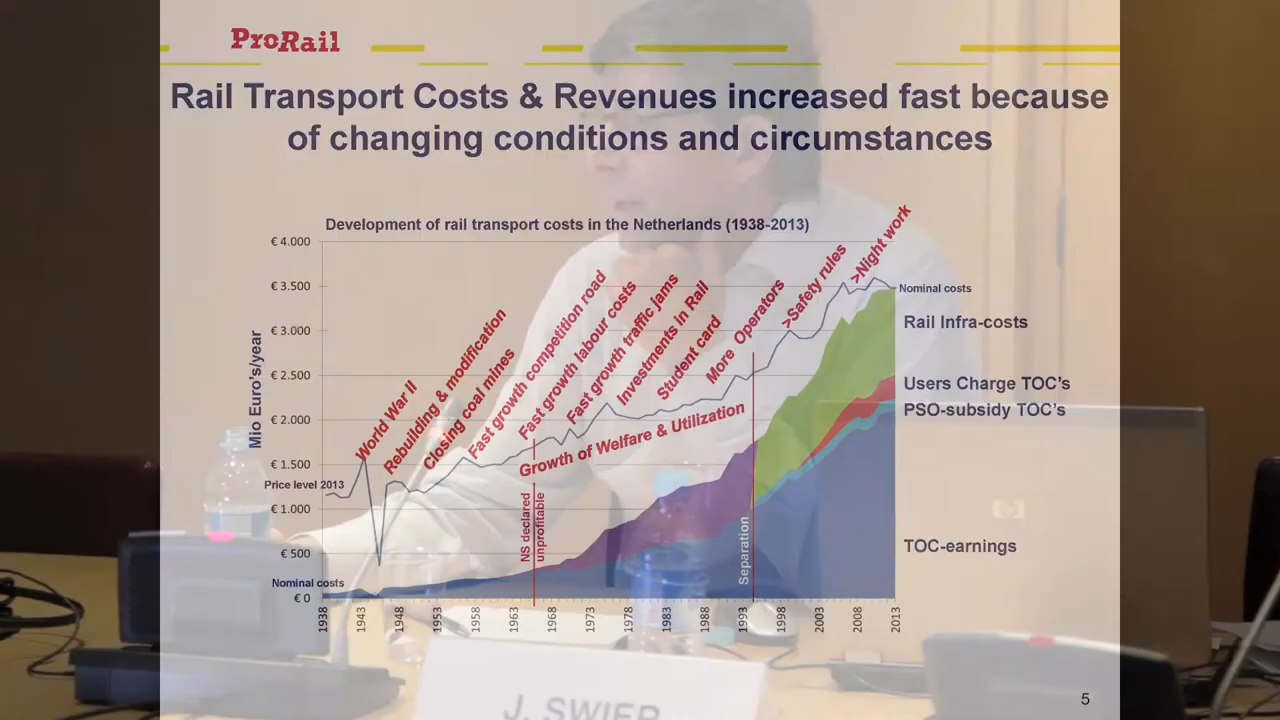 ProRail
Rail Transport Costs & Revenues increased fast because
of changing conditions and circumstances
Development of rail transport costs in the Netherlands (1938-2013)
Mio Euro's/year
€ 4.000
€ 3.500
€ 3.000
€ 2.500
€ 2.000
€ 1.500
€ 1.000
€ 500
€ 0
Price level 2013
Nominal costs
World War II
Rebuilding & modification
Closing coal mines
Fast growth competition road
Fast growth labour costs
Fast growth traffic jams
Investments in Rail
Student card
More Operators
>Safety rules
>Night work
Growth of Welfare & Utilization
NS declared
unprofitable
Separation
Nominal costs
Rail Infra-costs
Users Charge TOC's
PSO-subsidy TOC's
TOC-earnings
1938
1943
1948
1953
1958
1963
1968
1973
1978
1983
1988
1993
1998
2003
2008
2013
hp
J. SWIER
5